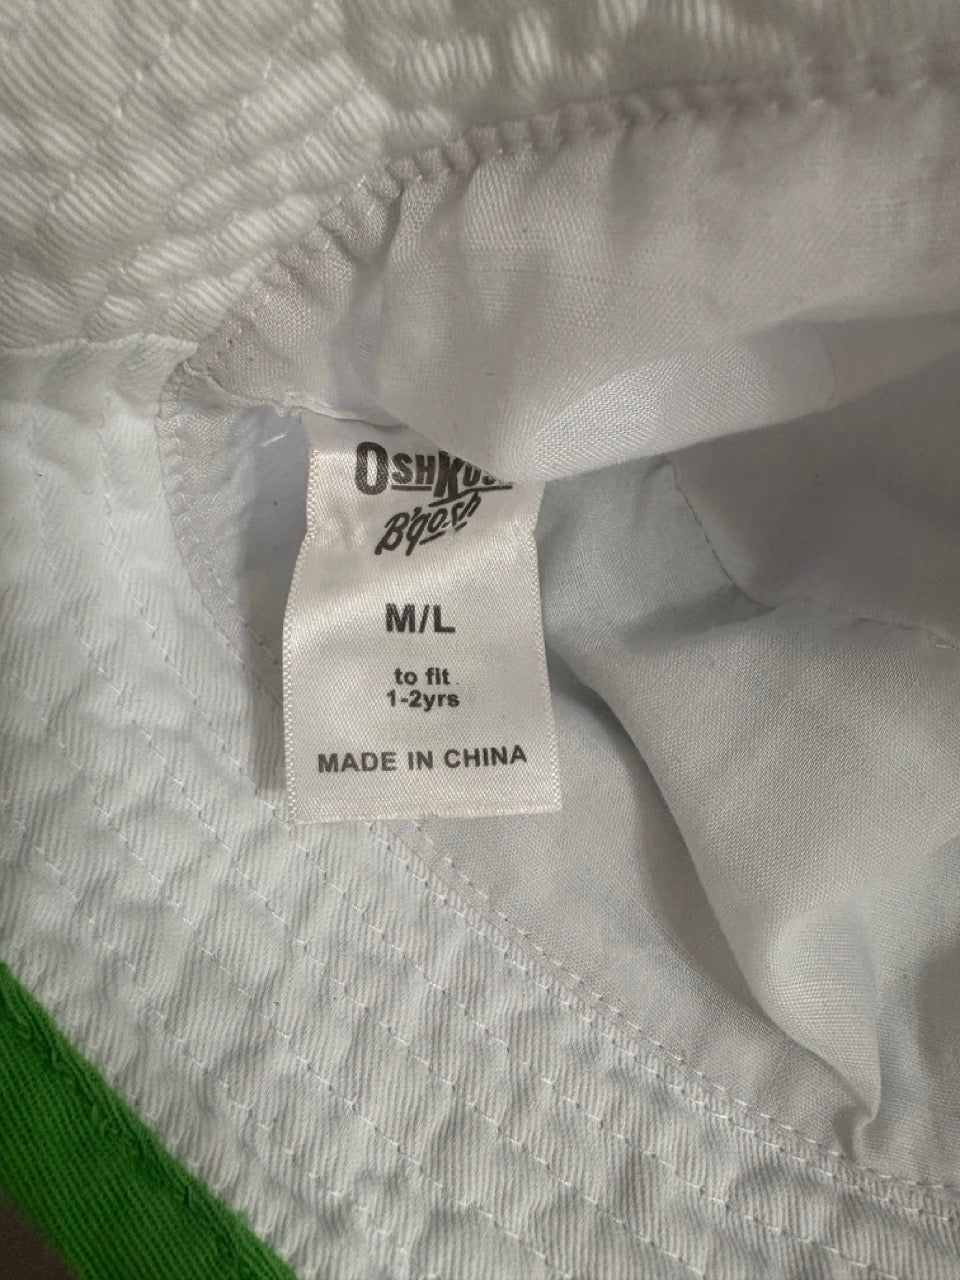 OSHKOSH
B'gosh
M/L
to fit
1-2yrs
MADE IN CHINA